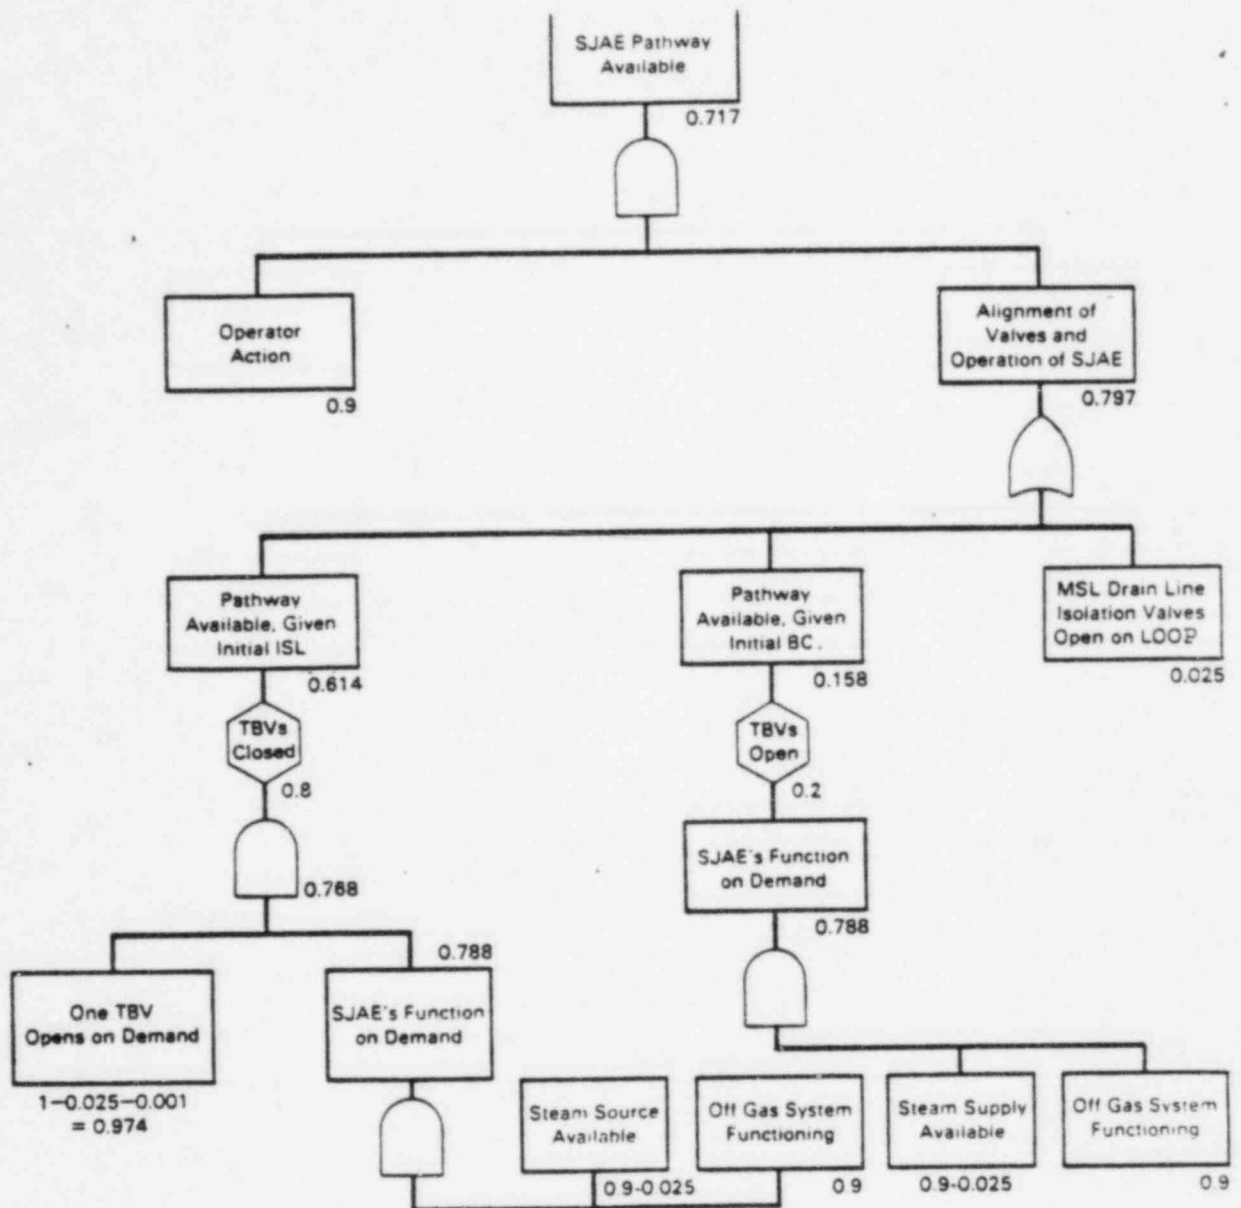 SJAE Pathway
Available
0.717
Operator
Action
0.9
Alignment of
Valves and
Operation of SJAE
0.797
Pathway
Available, Given
Initial ISL
0.614
Pathway
Available, Given
Initial BC.
0.158
MSL Drain Line
Isolation Valves
Open on LOOP
0.025
TBVs
Closed
0.8
TBVs
Open
0.2
0.768
SJAE's Function
on Demand
0.788
One TBV
Opens on Demand
1-0.025-0.001
= 0.974
0.788
SJAE's Function
on Demand
Steam Source
Available
0.9-0.025
Off Gas System
Functioning
0.9
Steam Supply
Available
0.9-0.025
Off Gas System
Functioning
0.9